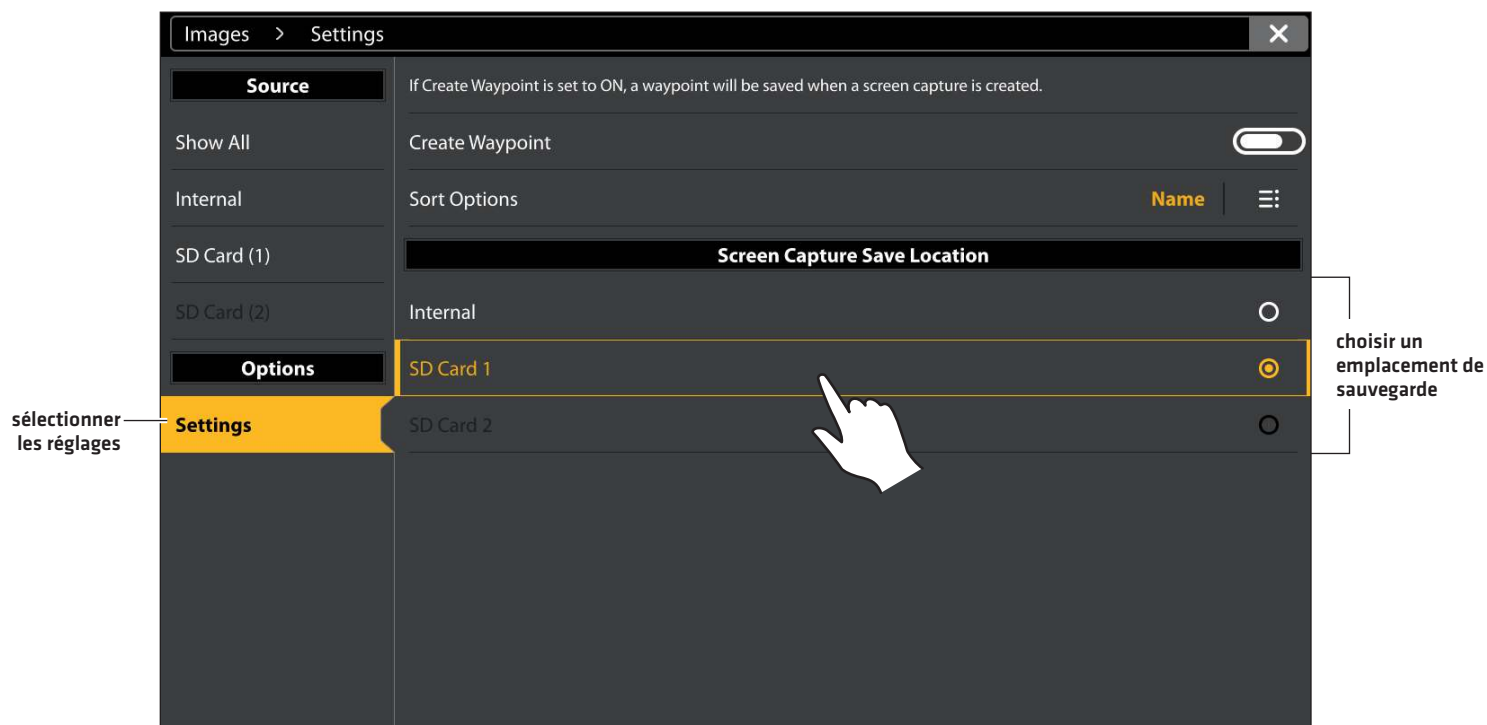 Images > Settings
Source
If Create Waypoint is set to ON, a waypoint will be saved when a screen capture is created.
Show All
Create Waypoint
Internal
Sort Options
Name
SD Card (1)
Screen Capture Save Location
SD Card (2)
Internal
choisir un
emplacement de
sauvegarde
Options
SD Card 1
sélectionner
les réglages
Settings
SD Card 2